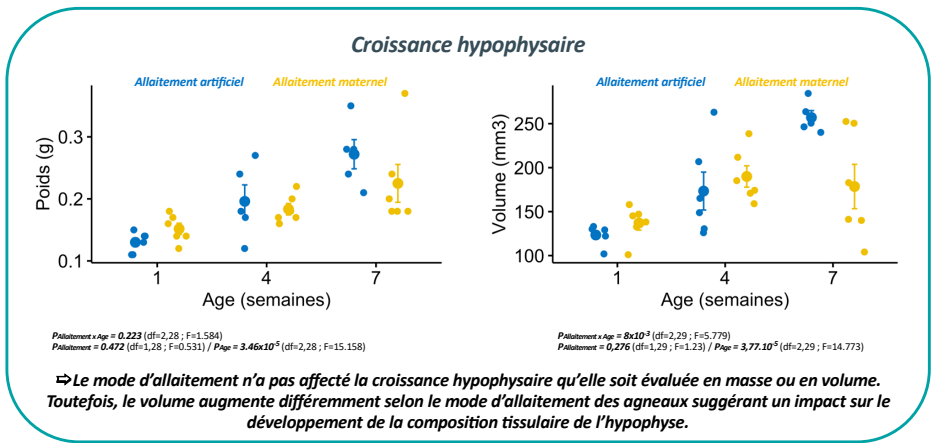 Croissance hypophysaire
Allaitement artificiel
Allaitement maternel
Poids (g)
0.3
0.2
0.1
1
4
7
Age (semaines)
Allaitement artificiel
Allaitement maternel
Volume (mm3)
250
200
150
100
1
4
7
Age (semaines)
PAllaitement x Age = 0.223 (df=2,28 ; F=1.584)
PAllaitement = 0.472 (df=1,28 ; F=0.531) / PAge = 3.46x10-5 (df=2,28 ; F=15.158)
PAllaitement x Age = 8x10-3 (df=2,29 ; F=5.779)
PAllaitement = 0,276 (df=1,29 ; F=1.23) / PAge = 3,77.10-5 (df=2,29 ; F=14.773)
⇨Le mode d'allaitement n'a pas affecté la croissance hypophysaire qu'elle soit évaluée en masse ou en volume.
Toutefois, le volume augmente différemment selon le mode d'allaitement des agneaux suggérant un impact sur le
développement de la composition tissulaire de l'hypophyse.